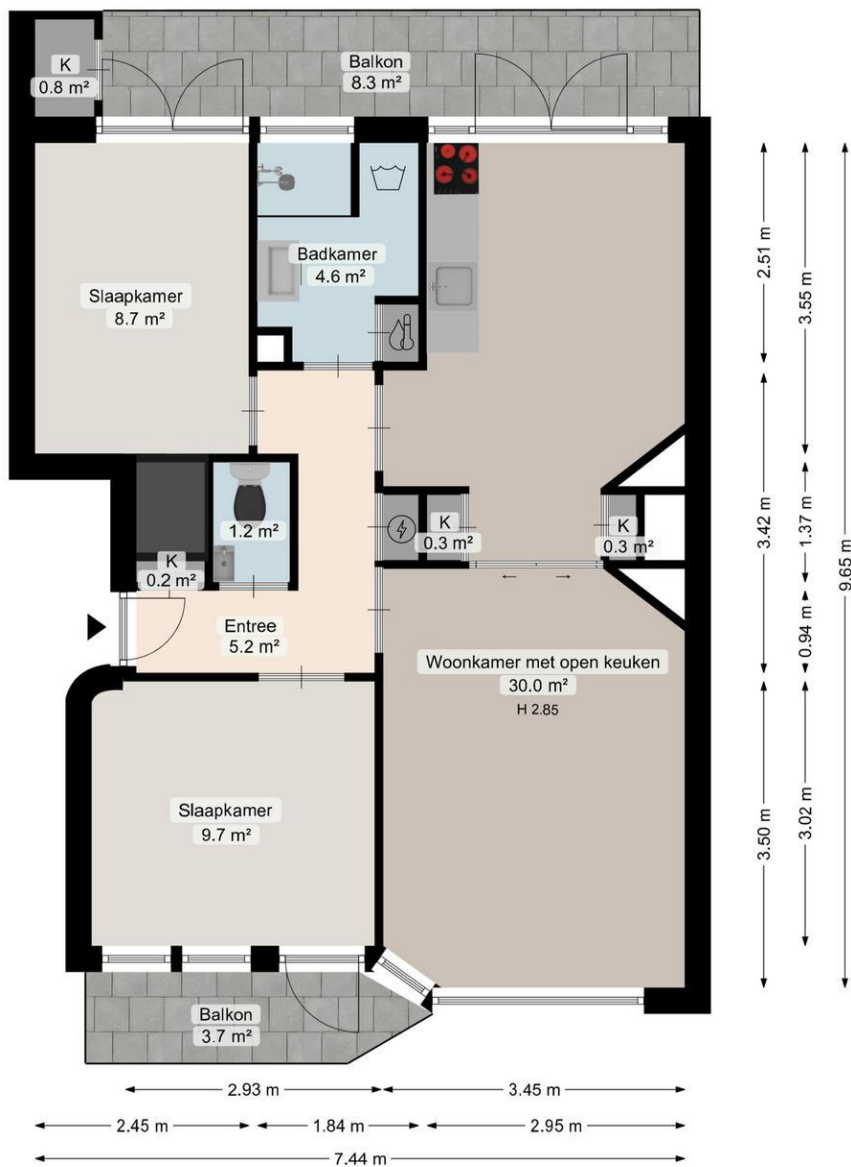 K
0.8 m²
Balkon
8.3 m²
Slaapkamer
8.7 m²
Badkamer
4.6 m²
2.51 m
3.55 m
1.2 m²
K
0.2 m²
K
0.3 m²
K
0.3 m²
3.42 m
1.37 m
9.65 m
Entree
5.2 m²
0.94 m
Woonkamer met open keuken
30.0 m²
H 2.85
Slaapkamer
9.7 m²
3.50 m
3.02 m
Balkon
3.7 m²
2.93 m
3.45 m
2.45 m
1.84 m
2.95 m
7.44 m